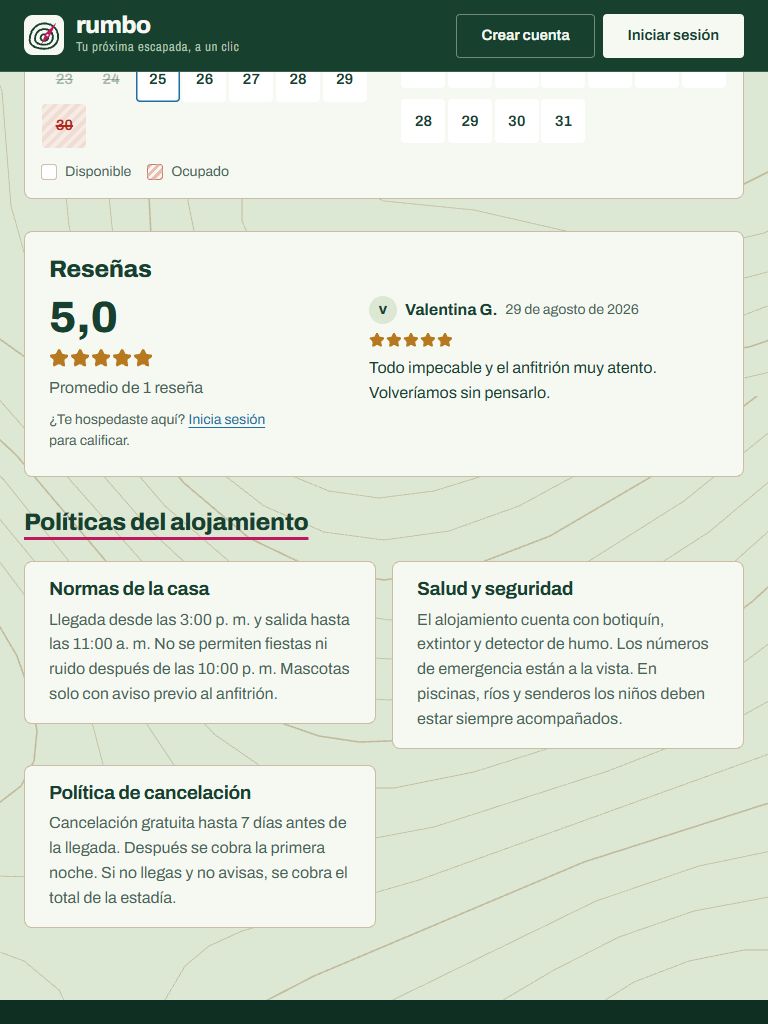 rumbo
Tu próxima escapada, a un clic
Crear cuenta
Iniciar sesión
23 24 25 26 27 28 29
30
28 29 30 31
Disponible
Ocupado
Reseñas
5,0
Promedio de 1 reseña
¿Te hospedaste aquí? Inicia sesión
para calificar.
V
Valentina G. 29 de agosto de 2026
Todo impecable y el anfitrión muy atento.
Volveríamos sin pensarlo.
Políticas del alojamiento
Normas de la casa
Llegada desde las 3:00 p. m. y salida hasta
las 11:00 a. m. No se permiten fiestas ni
ruido después de las 10:00 p. m. Mascotas
solo con aviso previo al anfitrión.
Salud y seguridad
El alojamiento cuenta con botiquín,
extintor y detector de humo. Los números
de emergencia están a la vista. En
piscinas, ríos y senderos los niños deben
estar siempre acompañados.
Política de cancelación
Cancelación gratuita hasta 7 días antes de
la llegada. Después se cobra la primera
noche. Si no llegas y no avisas, se cobra el
total de la estadía.